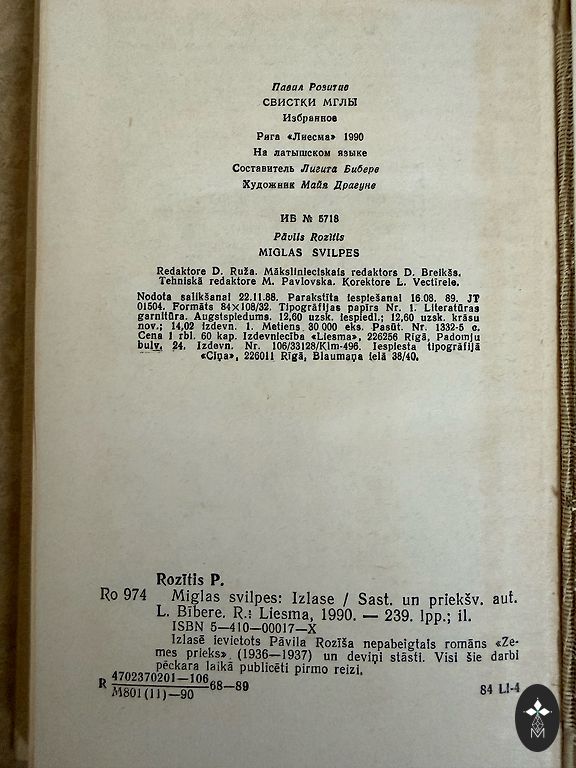 Павил Розитис
СВИСТКИ МГЛЫ
Избранное
Рига «Лиесма» 1990
На латышском языке
Составитель Лигита Бибере
Художник Майя Драгуне
ИБ № 5718
Pāvils Rozītis
MIGLAS SVILPES
Redaktore D. Ruža. Mākslinieciskais redaktors D. Breikšs.
Tehniskā redaktore M. Pavlovska. Korektore L. Vectirele.
Nodota salikšanai 22.11.88. Parakstīta iespiešanai 16.08. 89. JT
01504. Formāts 84×108/32. Tipogrāfijas papīrs Nr. 1. Literatūras
garnitūra. Augstspiedums. 12,60 uzsk. iespiedl.; 12,60 uzsk. krāsu
nov.; 14,02 izdevn. l. Metiens 30 000 eks. Pasūt. Nr. 1332-5 c.
Cena 1 rbl. 60 kap. Izdevniecība «Liesma», 226256 Rīgā, Padomju
bulv. 24. Izdevn. Nr. 106/33128/Klm-496. Iespiesta tipogrāfijā
«Cīņa», 226011 Rīgā, Blaumaņa ielā 38/40.
Rozītis P.
Ro 974 Miglas svilpes: Izlase / Sast. un priekšv. aut.
L. Bībere. R.: Liesma, 1990. — 239. lpp.; il.
ISBN 5—410—00017—X
Izlasē ievietots Pāvila Rozīša nepabeigtais romāns «Ze-
mes prieks», (1936—1937) un deviņi stāsti. Visi šie darbi
pēckara laikā publicēti pirmo reizi.
R 4702370201—106
M801(11)—90 68—89
84 Ll-4
M